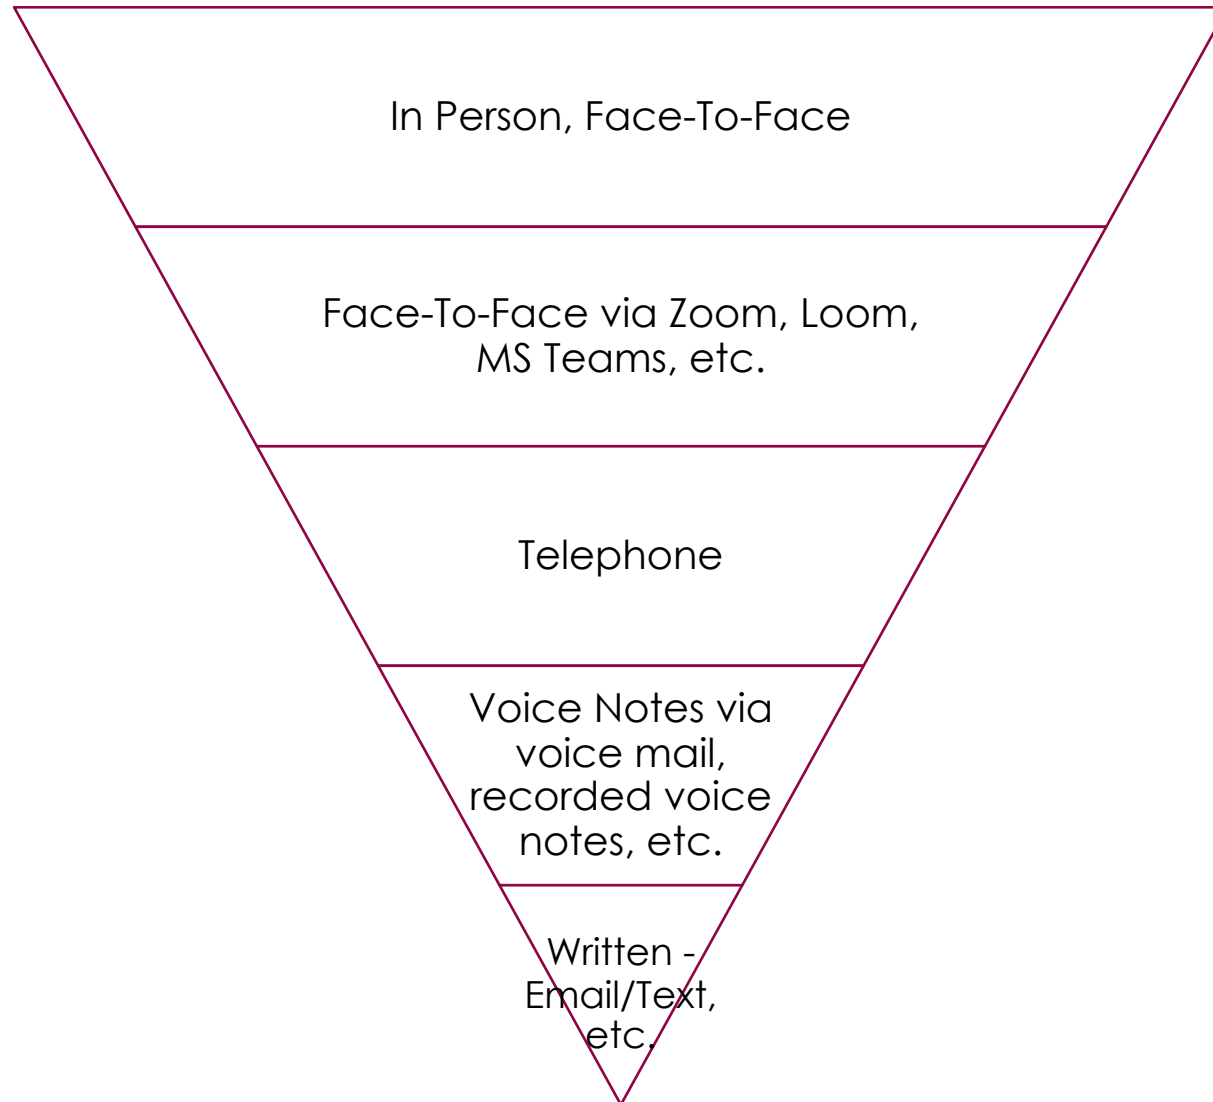 In Person, Face-To-Face
Face-To-Face via Zoom, Loom,
MS Teams, etc.
Telephone
Voice Notes via
voice mail,
recorded voice
notes, etc.
Written -
Email/Text,
etc.